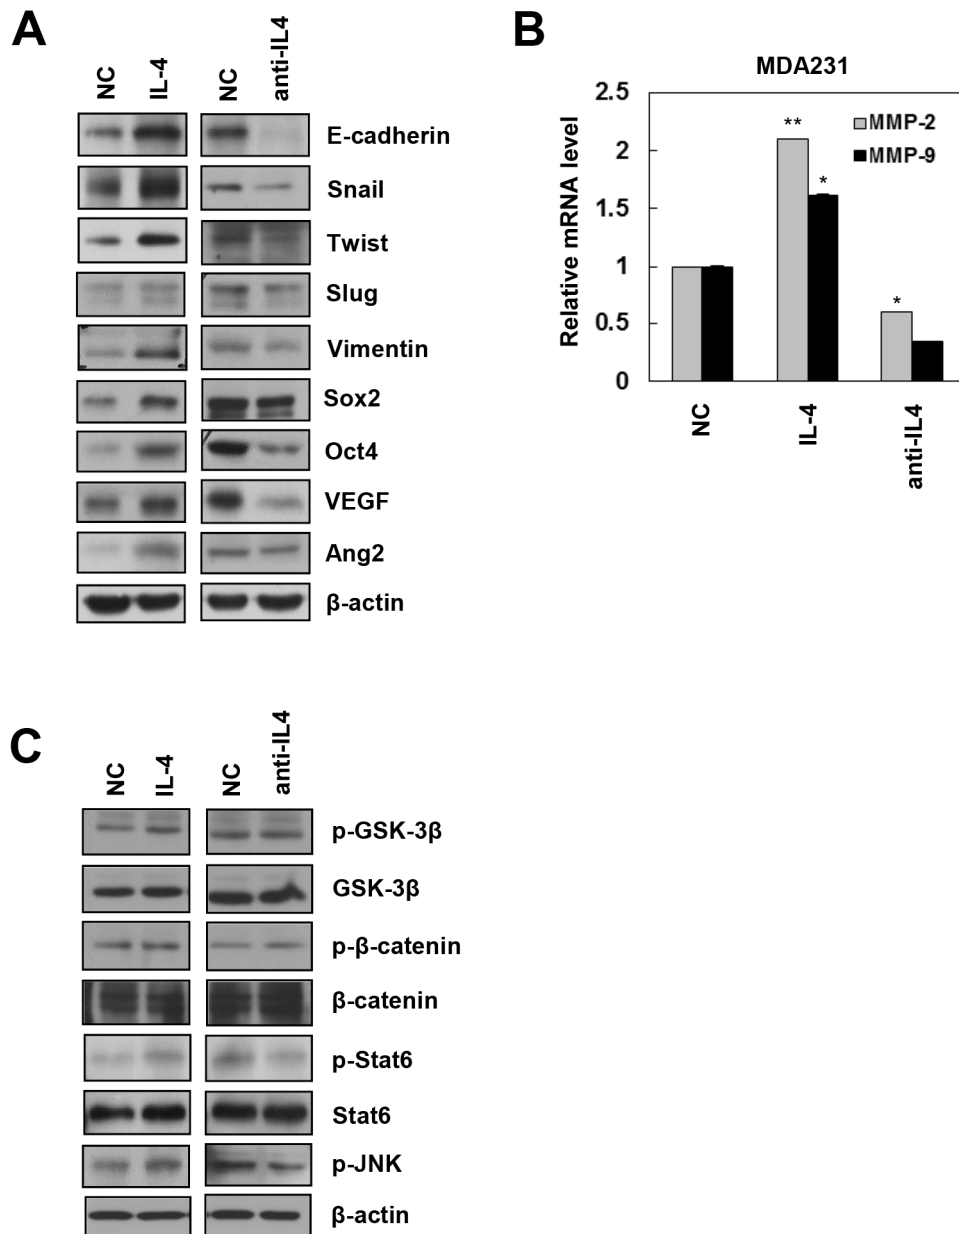 A
NC
IL-4
NC
anti-IL4
E-cadherin
Snail
Twist
Slug
Vimentin
Sox2
Oct4
VEGF
Ang2
β-actin
B
MDA231
2.5
2
1.5
1
0.5
0
Relative mRNA level
MMP-2
MMP-9
**
*
*
NC
IL-4
anti-IL4
C
NC
IL-4
NC
anti-IL4
p-GSK-3β
GSK-3β
p-β-catenin
β-catenin
p-Stat6
Stat6
p-JNK
β-actin